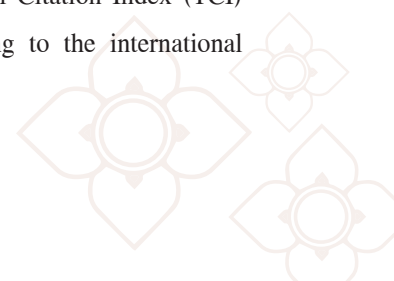 Citation Index (TCI)
to the international